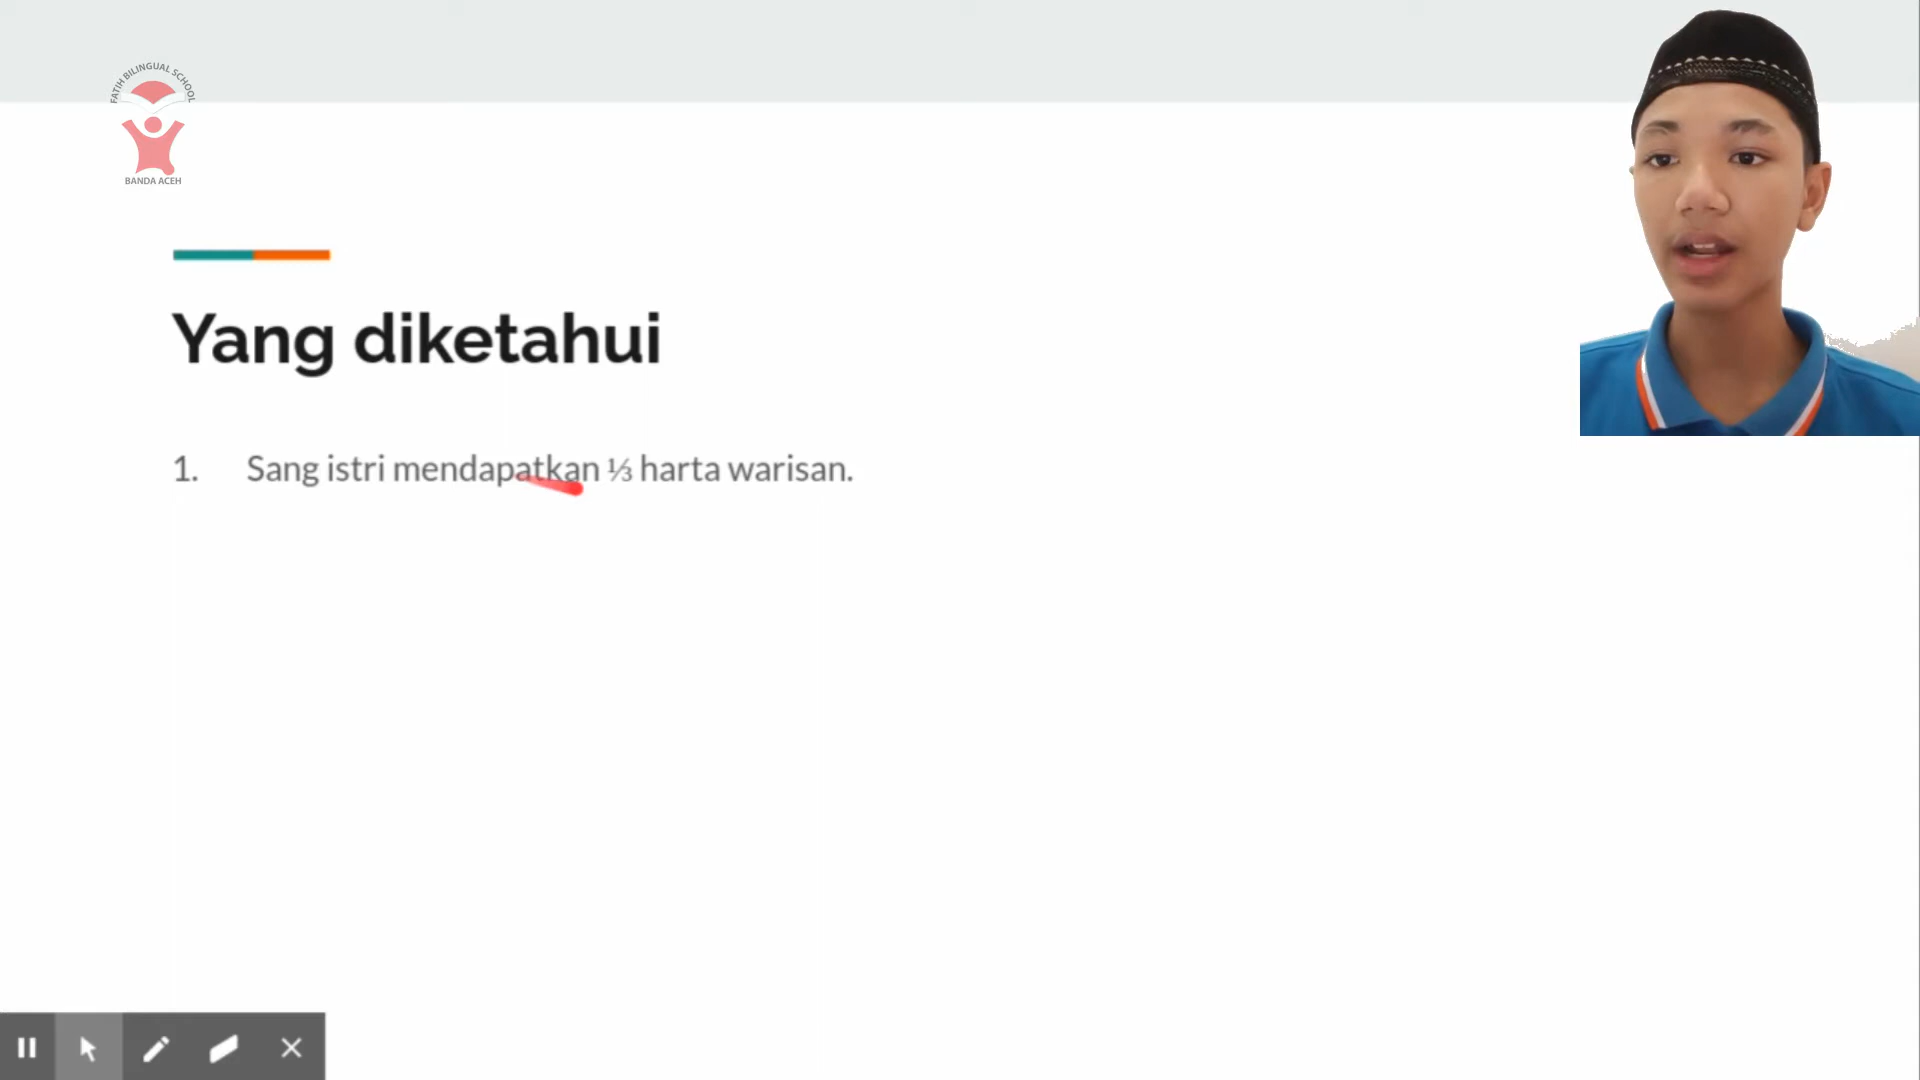 FATIH BILINGUAL SCHOOL
BANDA ACEH
Yang diketahui
1. Sang istri mendapatkan ⅓ harta warisan.